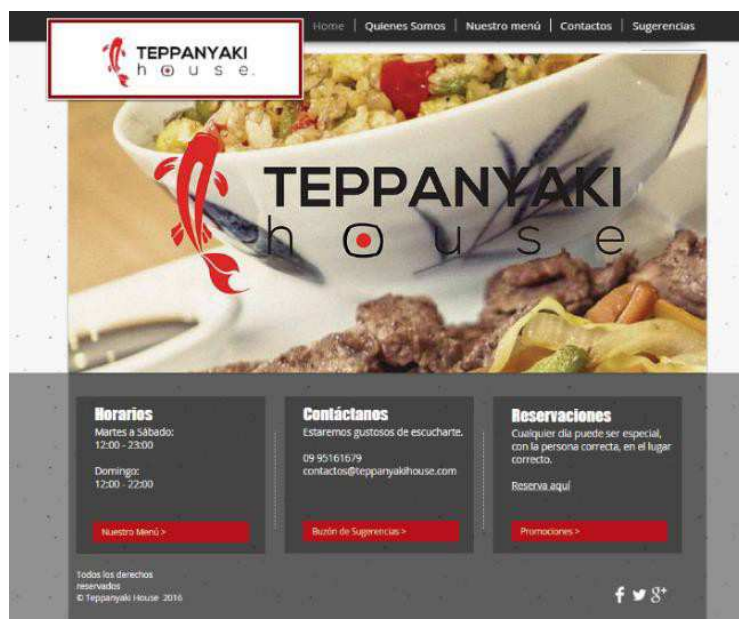 Home | Quienes Somos | Nuestro menú | Contactos | Sugerencias
TEPPANYAKI
house.
TEPPANYAKI
house
Horarios
Martes a Sábado:
12:00 - 23:00
Domingo:
12:00 - 22:00
Nuestro Menú >
Contáctanos
Estaremos gustosos de escucharte.
09 95161679
contactos@teppanyakihouse.com
Buzón de Sugerencias >
Reservaciones
Cualquier día puede ser especial,
con la persona correcta, en el lugar
correcto.
Reserva aquí
Promociones >
Todos los derechos
reservados
© Teppanyaki House 2016